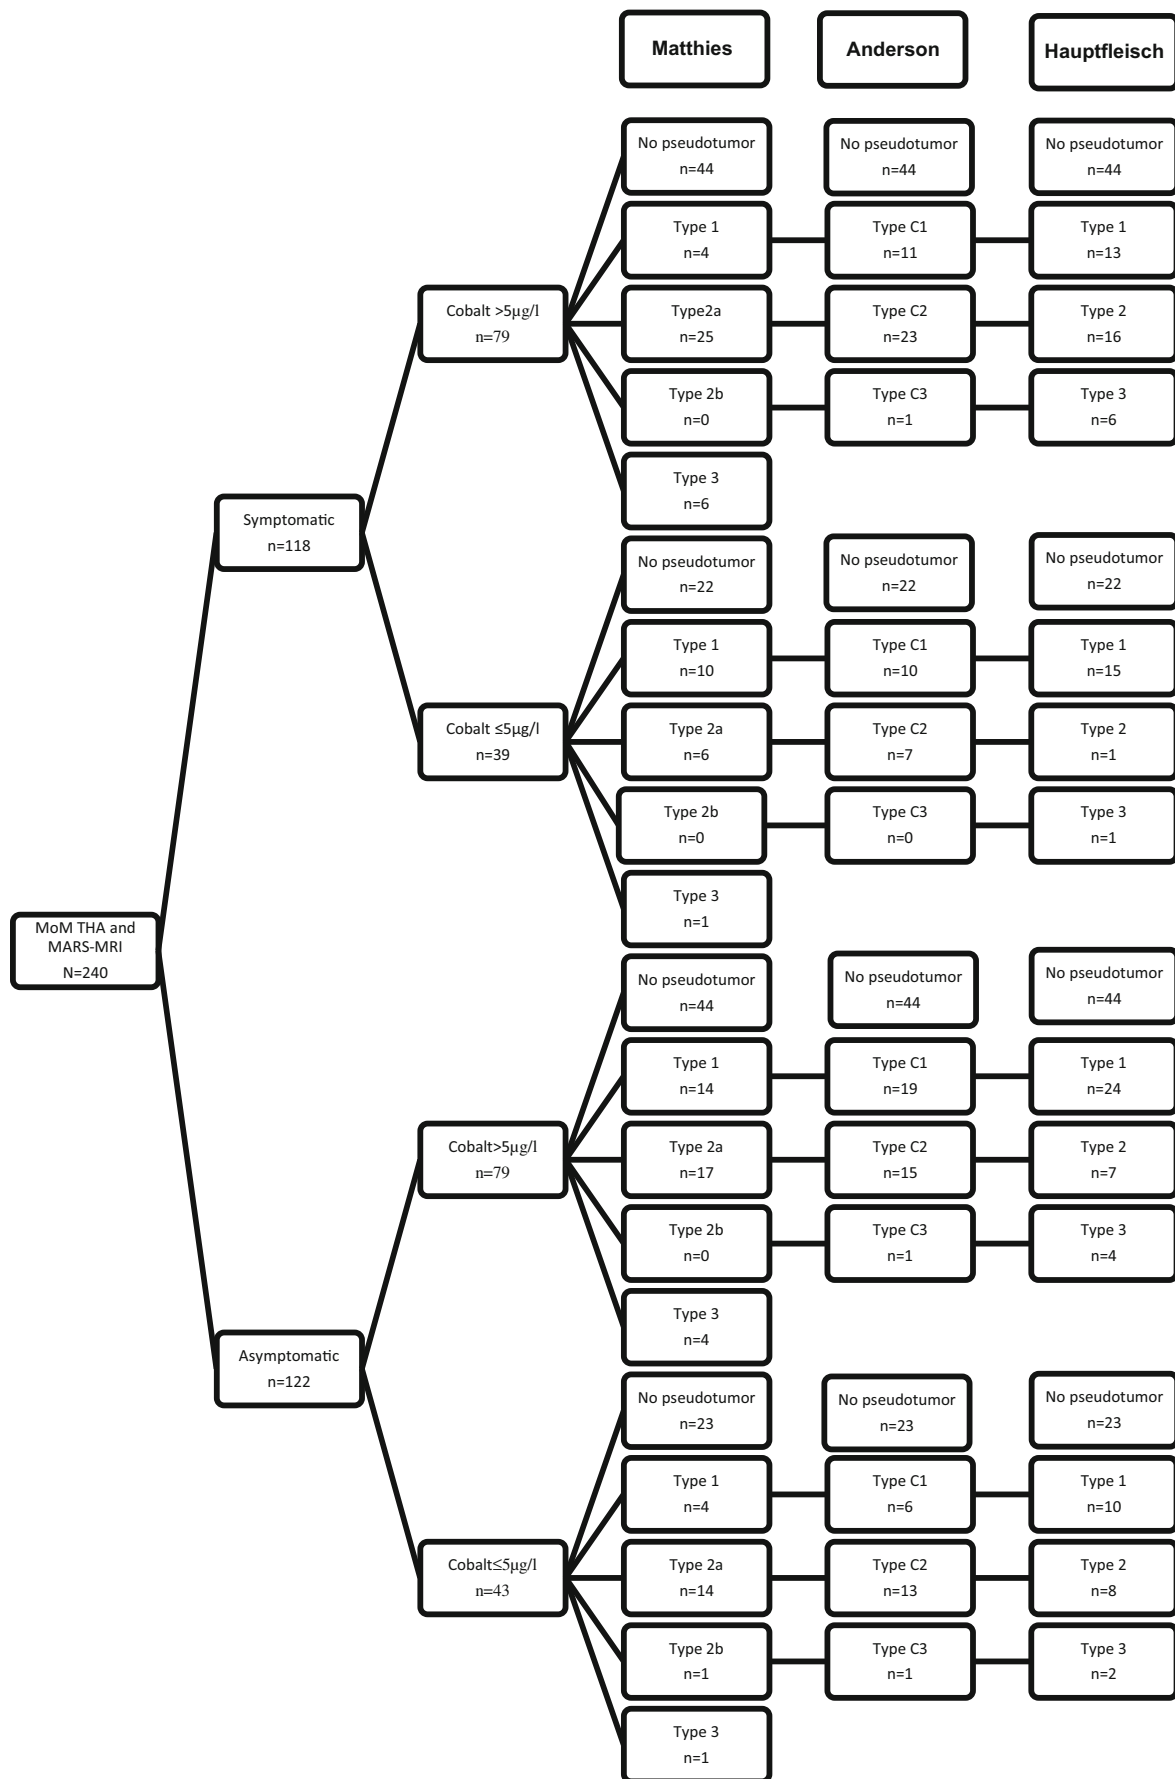 Matthies
Anderson
Hauptfleisch
MoM THA and
MARS-MRI
N=240
Symptomatic
n=118
Cobalt >5µg/l
n=79
No pseudotumor
n=44
No pseudotumor
n=44
No pseudotumor
n=44
Type 1
n=4
Type C1
n=11
Type 1
n=13
Type2a
n=25
Type C2
n=23
Type 2
n=16
Type 2b
n=0
Type C3
n=1
Type 3
n=6
Type 3
n=6
Cobalt ≤5µg/l
n=39
No pseudotumor
n=22
No pseudotumor
n=22
No pseudotumor
n=22
Type 1
n=10
Type C1
n=10
Type 1
n=15
Type 2a
n=6
Type C2
n=7
Type 2
n=1
Type 2b
n=0
Type C3
n=0
Type 3
n=1
Type 3
n=1
Asymptomatic
n=122
Cobalt>5µg/l
n=79
No pseudotumor
n=44
No pseudotumor
n=44
No pseudotumor
n=44
Type 1
n=14
Type C1
n=19
Type 1
n=24
Type 2a
n=17
Type C2
n=15
Type 2
n=7
Type 2b
n=0
Type C3
n=1
Type 3
n=4
Type 3
n=4
Cobalt≤5µg/l
n=43
No pseudotumor
n=23
No pseudotumor
n=23
No pseudotumor
n=23
Type 1
n=4
Type C1
n=6
Type 1
n=10
Type 2a
n=14
Type C2
n=13
Type 2
n=8
Type 2b
n=1
Type C3
n=1
Type 3
n=2
Type 3
n=1